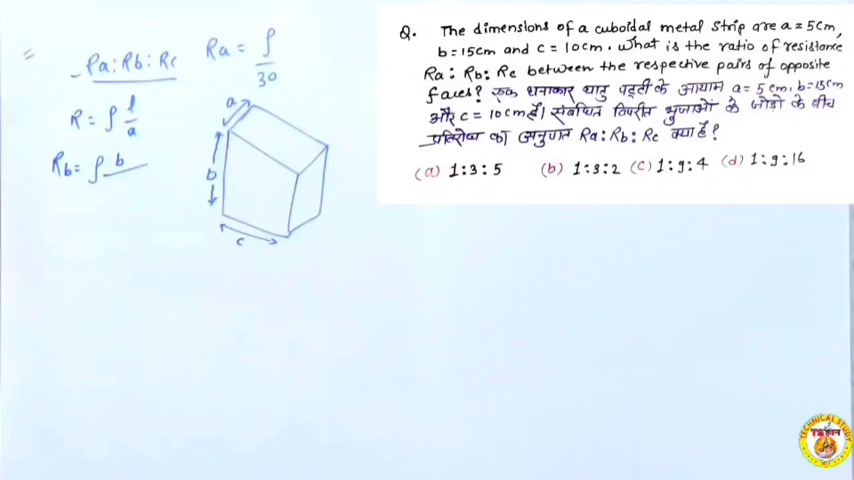 =
Ra : Rb : Rc
Ra = ρ/30
R = ρ l/a
Rb = ρ b
a
b
c
Q. The dimensions of a cuboidal metal strip are a = 5cm,
b = 15cm and c = 10cm. What is the ratio of resistance
Ra : Rb : Rc between the respective pairs of opposite
faces? एक धनाकार धातु पट्टी के आयाम a = 5cm, b = 15cm
और c = 10cm हैं। संबंधित विपरीत भुजाओं के जोड़ो के बीच
प्रतिरोध का अनुपात Ra : Rb : Rc क्या है?
(a) 1:3:5 (b) 1:3:2 (c) 1:9:4 (d) 1:9:16
TECHNICAL STUDY